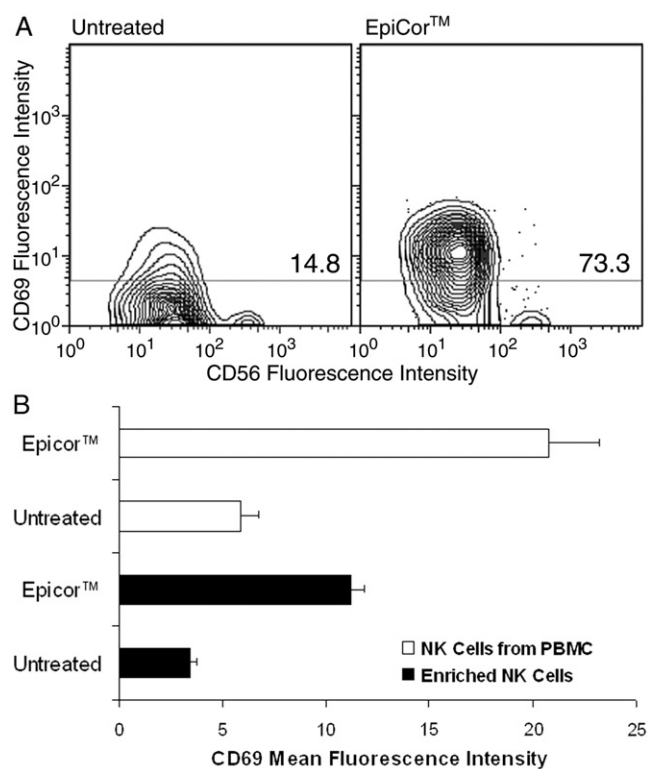 A
Untreated
EpiCor™
CD69 Fluorescence Intensity
10³
10²
10¹
10⁰
14.8
73.3
10⁰ 10¹ 10² 10³
10⁰ 10¹ 10² 10³
CD56 Fluorescence Intensity
B
Epicor™
Untreated
Epicor™
Untreated
NK Cells from PBMC
Enriched NK Cells
0 5 10 15 20 25
CD69 Mean Fluorescence Intensity